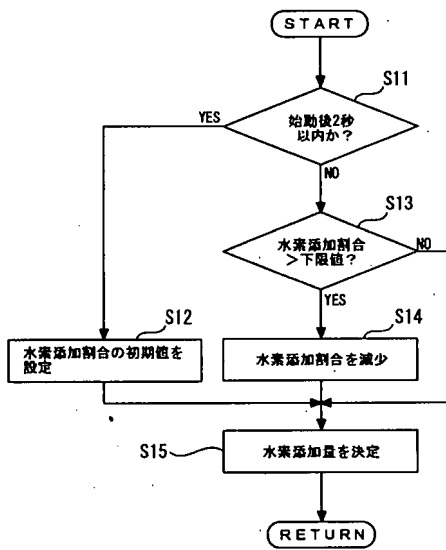 START
S11
始動後2秒
以内か？
YES
NO
S13
水素添加割合
＞下限値？
NO
YES
S12
水素添加割合の初期値を
設定
S14
水素添加割合を減少
S15
水素添加量を決定
RETURN